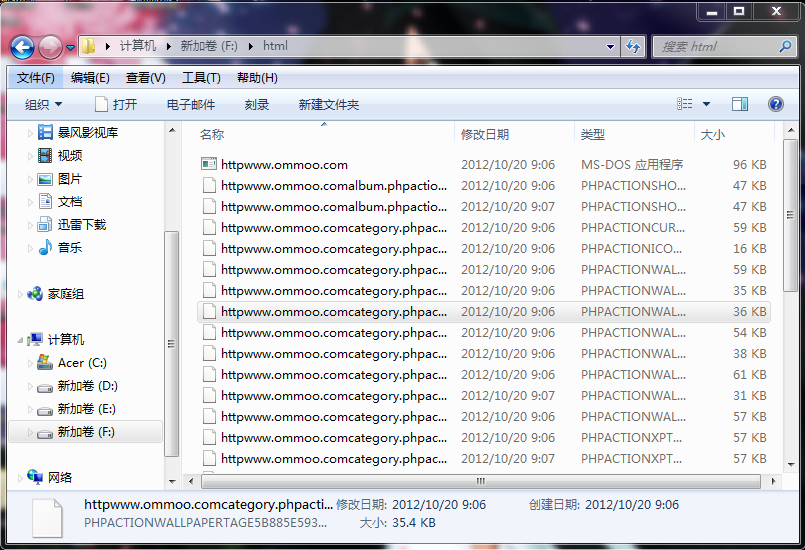 计算机 新加卷 (F:) html 搜索 html
文件(F) 编辑(E) 查看(V) 工具(T) 帮助(H)
组织 打开 电子邮件 刻录 新建文件夹
暴风影视库
视频
图片
文档
迅雷下载
音乐
家庭组
计算机
Acer (C:)
新加卷 (D:)
新加卷 (E:)
新加卷 (F:)
网络
名称 修改日期 类型 大小
httpwww.ommoo.com 2012/10/20 9:06 MS-DOS 应用程序 96 KB
httpwww.ommoo.comalbum.phpactio... 2012/10/20 9:06 PHPACTIONSHO... 47 KB
httpwww.ommoo.comalbum.phpactio... 2012/10/20 9:07 PHPACTIONSHO... 47 KB
httpwww.ommoo.comcategory.phpac... 2012/10/20 9:06 PHPACTIONCUR... 59 KB
httpwww.ommoo.comcategory.phpac... 2012/10/20 9:06 PHPACTIONICO... 16 KB
httpwww.ommoo.comcategory.phpac... 2012/10/20 9:06 PHPACTIONWAL... 59 KB
httpwww.ommoo.comcategory.phpac... 2012/10/20 9:06 PHPACTIONWAL... 35 KB
httpwww.ommoo.comcategory.phpac... 2012/10/20 9:06 PHPACTIONWAL... 36 KB
httpwww.ommoo.comcategory.phpac... 2012/10/20 9:06 PHPACTIONWAL... 54 KB
httpwww.ommoo.comcategory.phpac... 2012/10/20 9:06 PHPACTIONWAL... 38 KB
httpwww.ommoo.comcategory.phpac... 2012/10/20 9:06 PHPACTIONWAL... 61 KB
httpwww.ommoo.comcategory.phpac... 2012/10/20 9:07 PHPACTIONWAL... 31 KB
httpwww.ommoo.comcategory.phpac... 2012/10/20 9:06 PHPACTIONWAL... 57 KB
httpwww.ommoo.comcategory.phpac... 2012/10/20 9:06 PHPACTIONXPT... 57 KB
httpwww.ommoo.comcategory.phpac... 2012/10/20 9:07 PHPACTIONXPT... 57 KB
httpwww.ommoo.comcategory.phpacti... 修改日期: 2012/10/20 9:06 创建日期: 2012/10/20 9:06
PHPACTIONWALLPAPERTAGE5B885E593... 大小: 35.4 KB